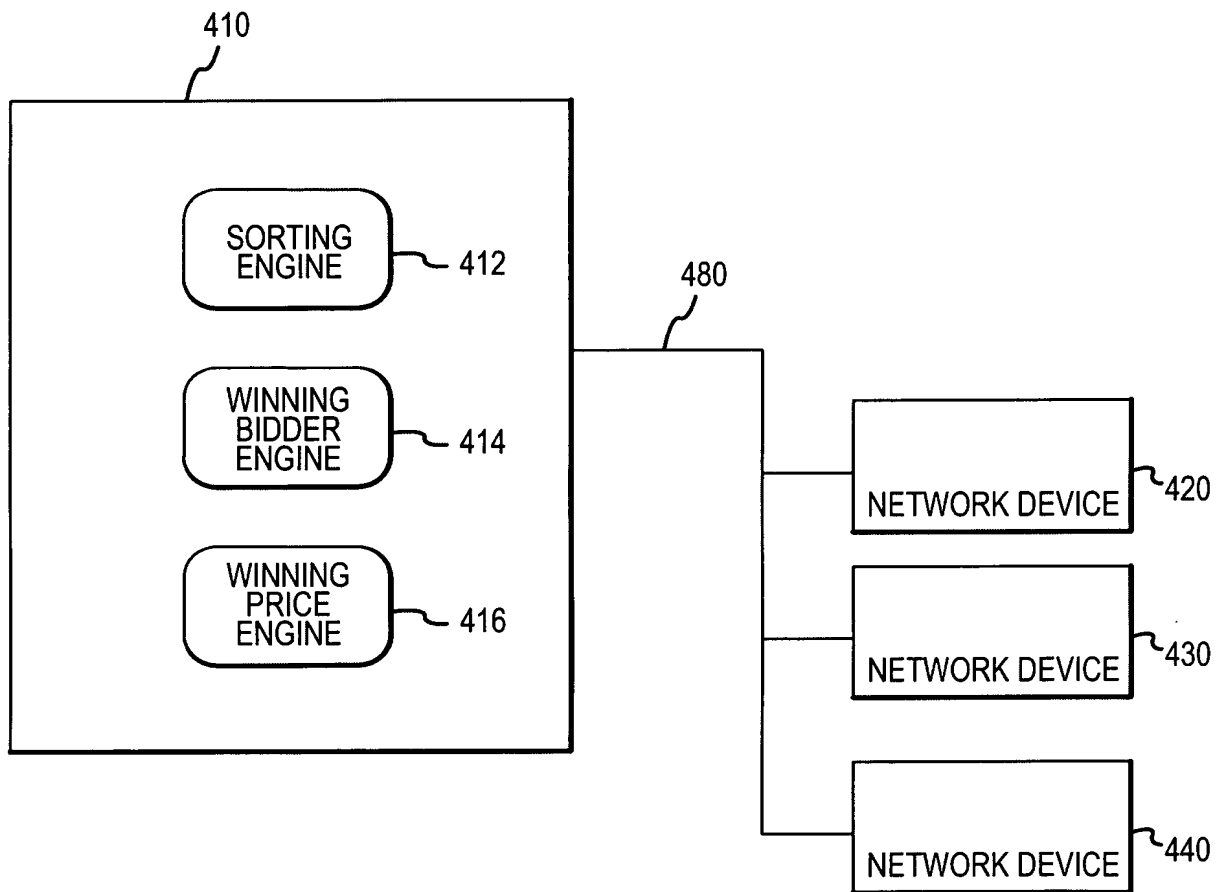 410
SORTING
ENGINE
412
480
WINNING
BIDDER
ENGINE
414
NETWORK DEVICE
420
WINNING
PRICE
ENGINE
416
NETWORK DEVICE
430
NETWORK DEVICE
440